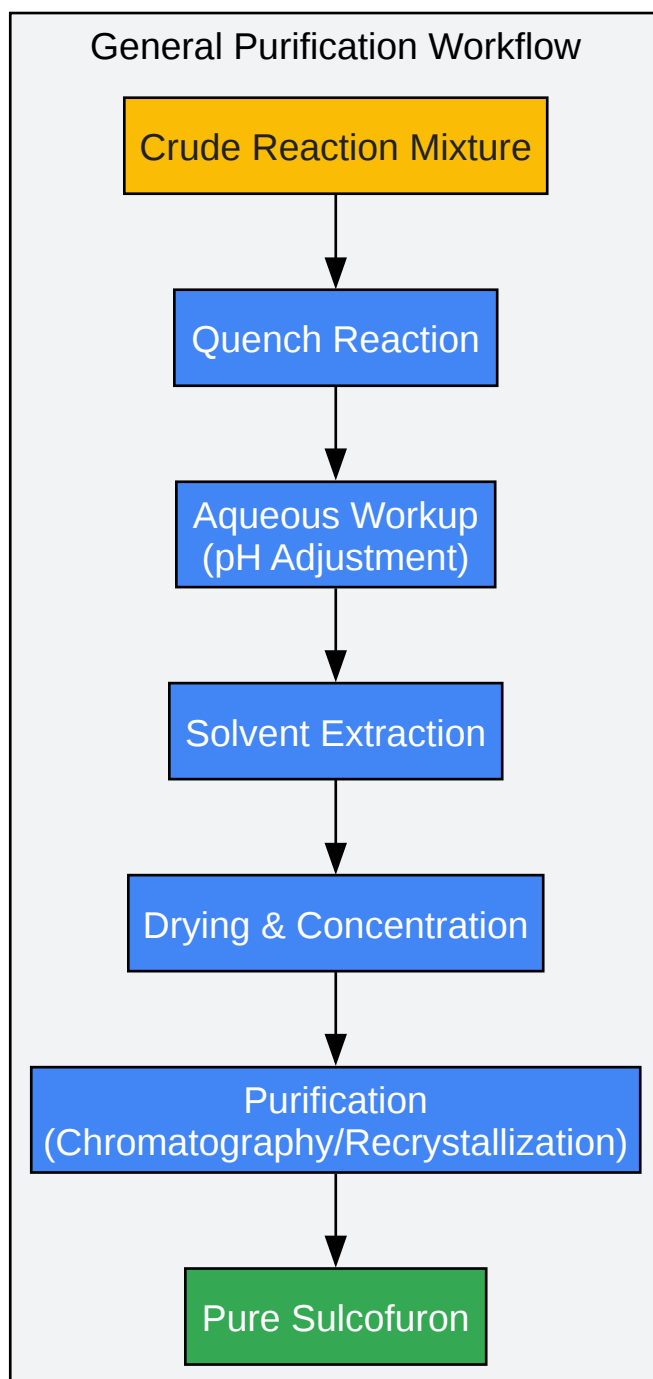 General Purification Workflow
Crude Reaction Mixture
Quench Reaction
Aqueous Workup
(pH Adjustment)
Solvent Extraction
Drying & Concentration
Purification
(Chromatography/Recrystallization)
Pure Sulcofuron